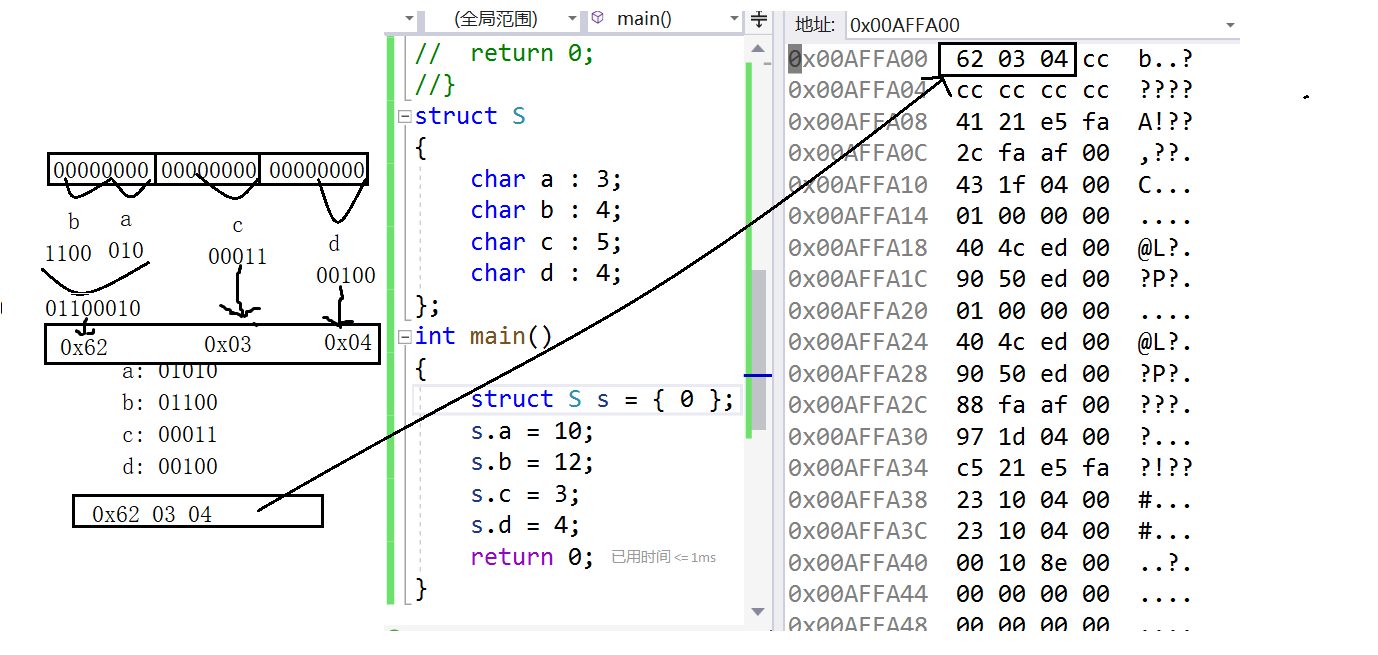 (全局范围) main()
// return 0;
//}
struct S
{
char a : 3;
char b : 4;
char c : 5;
char d : 4;
};
int main()
{
struct S s = { 0 };
s.a = 10;
s.b = 12;
s.c = 3;
s.d = 4;
return 0; 已用时间 <= 1ms
}
00000000 00000000 00000000
b a c d
1100 010 00011 00100
01100010
0x62 0x03 0x04
a: 01010
b: 01100
c: 00011
d: 00100
0x62 03 04
地址: 0x00AFFA00
0x00AFFA00 62 03 04 cc b..?
0x00AFFA04 cc cc cc cc ????
0x00AFFA08 41 21 e5 fa A!??
0x00AFFA0C 2c fa af 00 ,??.
0x00AFFA10 43 1f 04 00 C...
0x00AFFA14 01 00 00 00 ....
0x00AFFA18 40 4c ed 00 @L?.
0x00AFFA1C 90 50 ed 00 ?P?.
0x00AFFA20 01 00 00 00 ....
0x00AFFA24 40 4c ed 00 @L?.
0x00AFFA28 90 50 ed 00 ?P?.
0x00AFFA2C 88 fa af 00 ???.
0x00AFFA30 97 1d 04 00 ?...
0x00AFFA34 c5 21 e5 fa ?!??
0x00AFFA38 23 10 04 00 #...
0x00AFFA3C 23 10 04 00 #...
0x00AFFA40 00 10 8e 00 ..?.
0x00AFFA44 00 00 00 00 ....
0x00AFFA48 00 00 00 00 ....